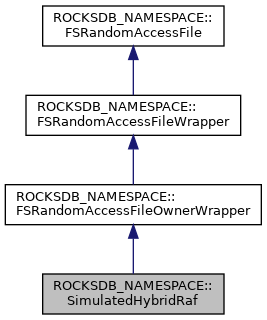 ROCKSDB_NAMESPACE::
FSRandomAccessFile
ROCKSDB_NAMESPACE::
FSRandomAccessFileWrapper
ROCKSDB_NAMESPACE::
FSRandomAccessFileOwnerWrapper
ROCKSDB_NAMESPACE::
SimulatedHybridRaf